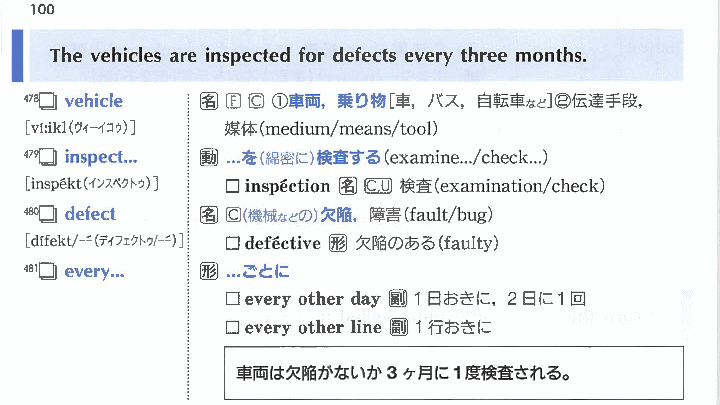 100
The vehicles are inspected for defects every three months.
478 vehicle 名 F C ①車両，乗り物[車，バス，自転車など]②伝達手段，
[víːikl(ヴィーイコゥ)] 媒体(medium/means/tool)
479 inspect... 動 …を(綿密に)検査する(examine.../check...)
[inspékt(インスペクトゥ)] □ inspéction 名 C,U 検査(examination/check)
480 defect 名 C(機械などの)欠陥，障害(fault/bug)
[dífekt/-⸗(ディフェクトゥ/-⸗)] □ deféctive 形 欠陥のある(faulty)
481 every... 形 …ごとに
□ every other day 副 1日おきに，2日に1回
□ every other line 副 1行おきに
車両は欠陥がないか3ヶ月に1度検査される。